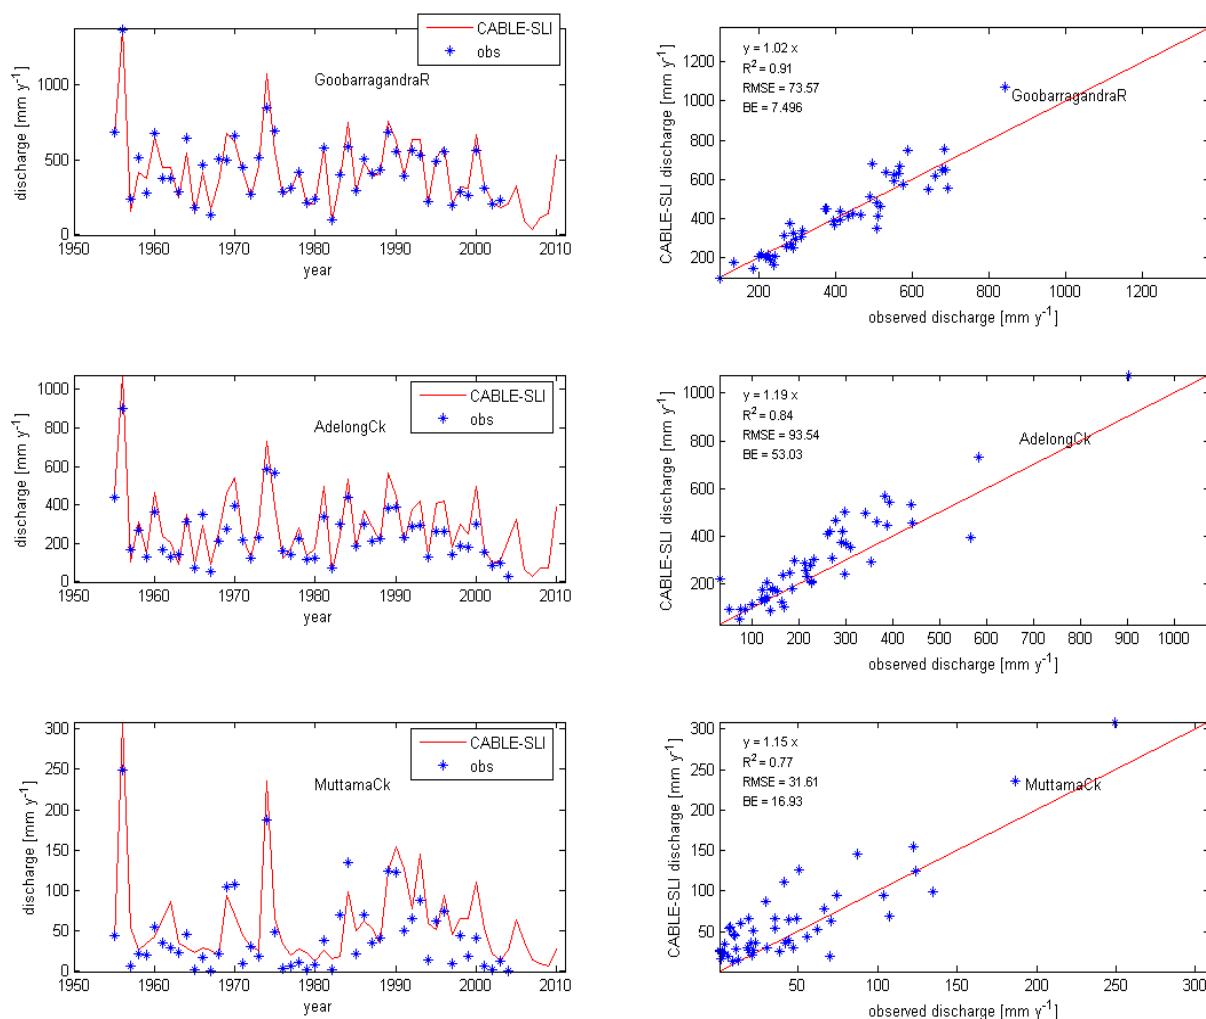 CABLE-SLI
obs
GoobarragandraR
discharge [mm y-1]
1000
500
0
1950 1960 1970 1980 1990 2000 2010
year
y = 1.02 x
R2 = 0.91
RMSE = 73.57
BE = 7.496
GoobarragandraR
CABLE-SLI discharge [mm y-1]
1200
1000
800
600
400
200
200 400 600 800 1000 1200
observed discharge [mm y-1]
CABLE-SLI
obs
AdelongCk
discharge [mm y-1]
1000
800
600
400
200
0
1950 1960 1970 1980 1990 2000 2010
year
y = 1.19 x
R2 = 0.84
RMSE = 93.54
BE = 53.03
AdelongCk
CABLE-SLI discharge [mm y-1]
1000
800
600
400
200
100 200 300 400 500 600 700 800 900 1000
observed discharge [mm y-1]
CABLE-SLI
obs
MuttamaCk
discharge [mm y-1]
300
250
200
150
100
50
0
1950 1960 1970 1980 1990 2000 2010
year
y = 1.15 x
R2 = 0.77
RMSE = 31.61
BE = 16.93
MuttamaCk
CABLE-SLI discharge [mm y-1]
300
250
200
150
100
50
50 100 150 200 250 300
observed discharge [mm y-1]